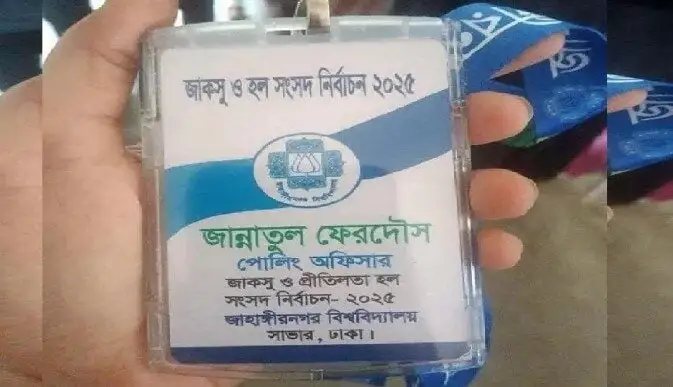 জাকসু ও হল সংসদ নির্বাচন ২০২৫
জান্নাতুল ফেরদৌস
পোলিং অফিসার
জাকসু ও প্রীতিলতা হল
সংসদ নির্বাচন- ২০২৫
জাহাঙ্গীরনগর বিশ্ববিদ্যালয়
সাভার, ঢাকা।